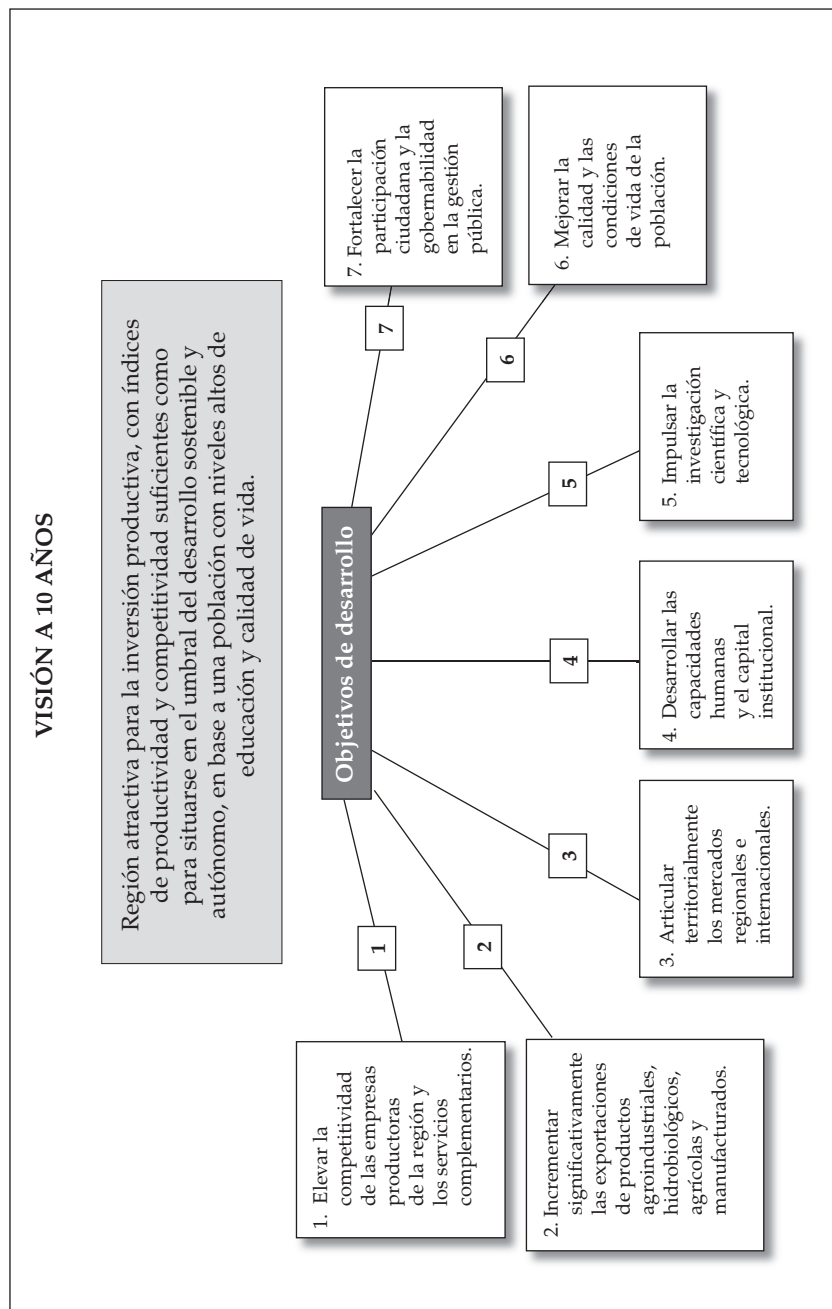 VISIÓN A 10 AÑOS
Región atractiva para la inversión productiva, con índices
de productividad y competitividad suficientes como
para situarse en el umbral del desarrollo sostenible y
autónomo, en base a una población con niveles altos de
educación y calidad de vida.
Objetivos de desarrollo
1
2
3
4
5
6
7
1. Elevar la
competitividad
de las empresas
productoras
de la región y
los servicios
complementarios.
2. Incrementar
significativamente
las exportaciones
de productos
agroindustriales,
hidrobiológicos,
agrícolas y
manufacturados.
3. Articular
territorialmente
los mercados
regionales e
internacionales.
4. Desarrollar las
capacidades
humanas
y el capital
institucional.
5. Impulsar la
investigación
científica y
tecnológica.
6. Mejorar la
calidad y las
condiciones
de vida de la
población.
7. Fortalecer la
participación
ciudadana y la
gobernabilidad
en la gestión
pública.